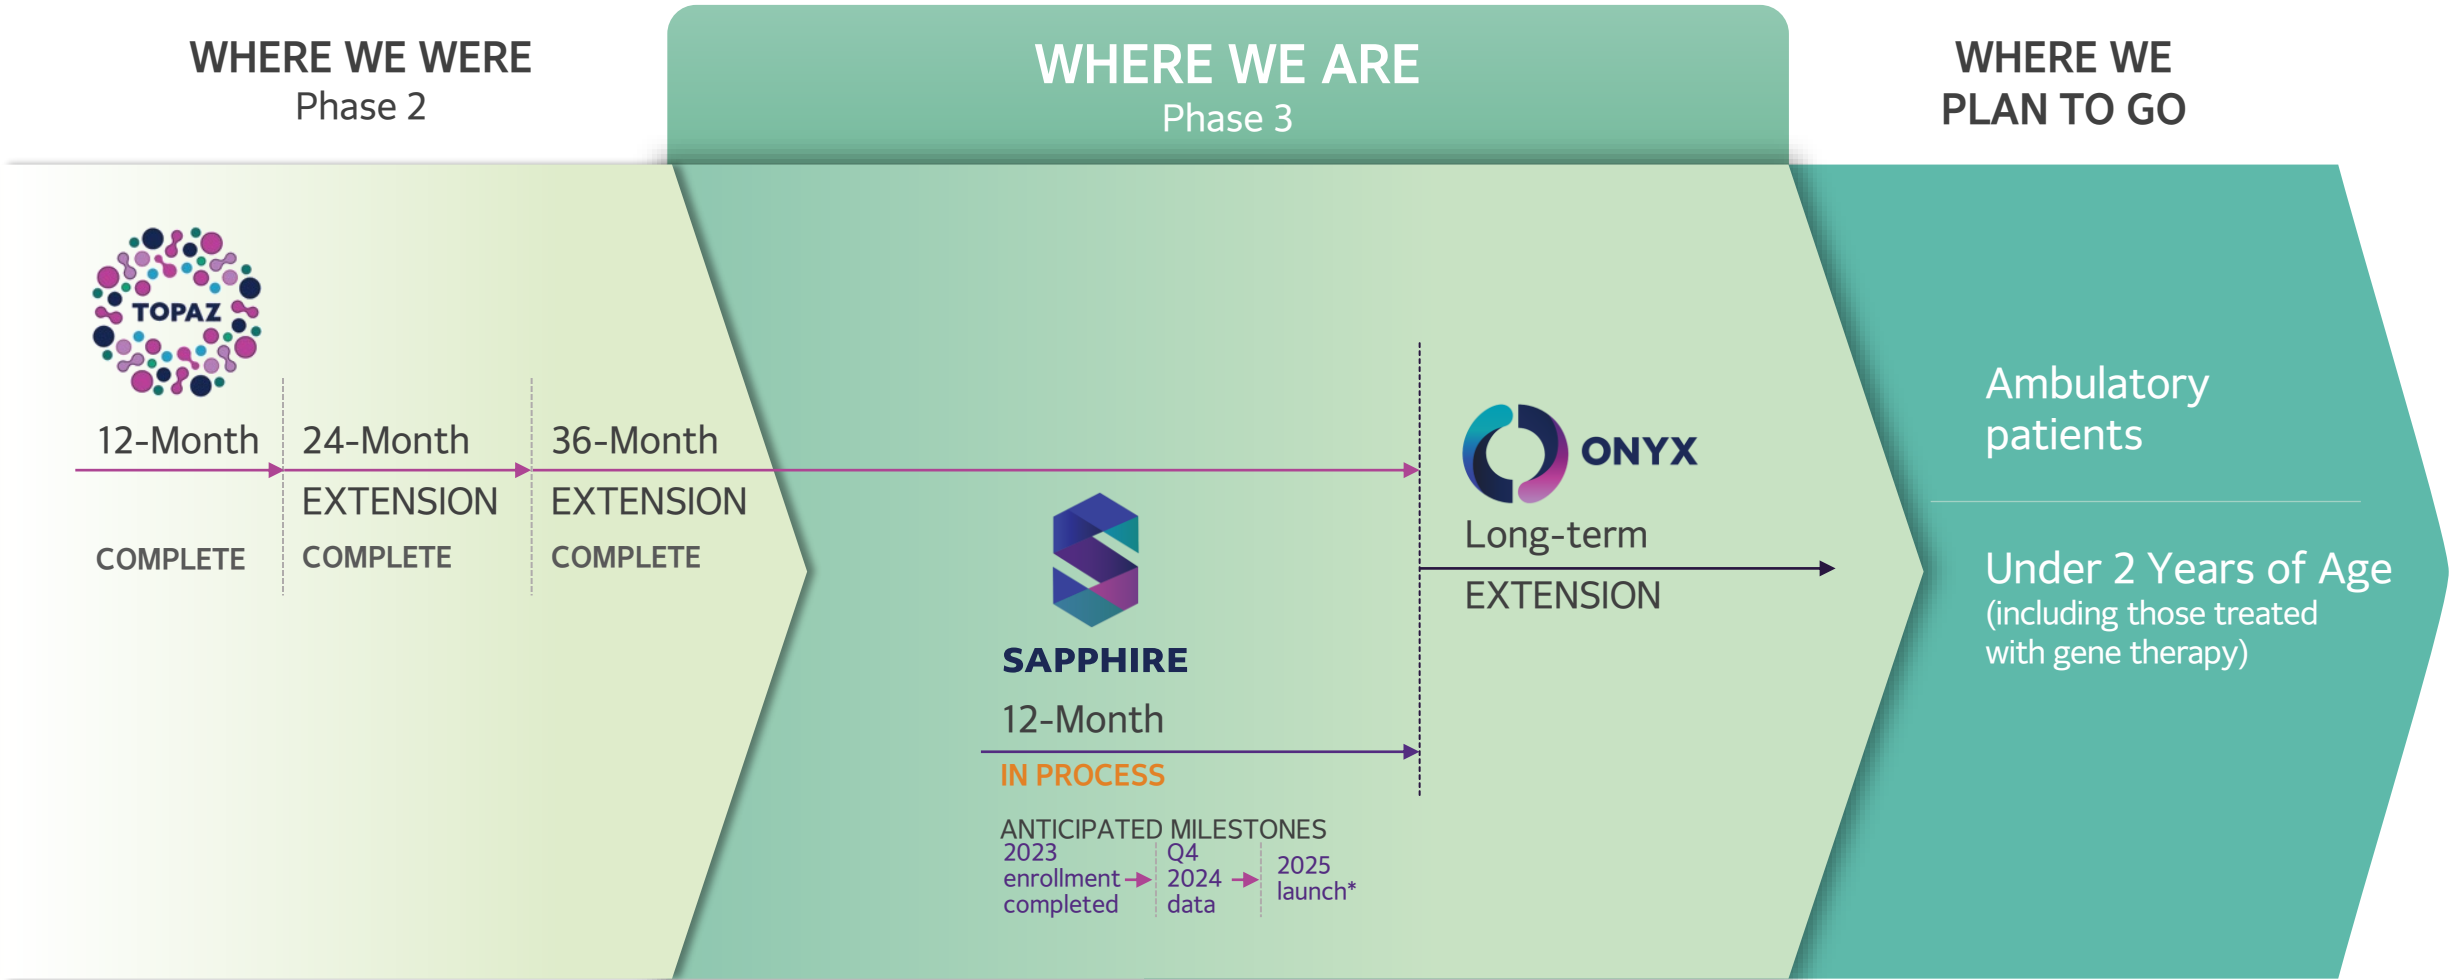 WHERE WE WERE
Phase 2
WHERE WE ARE
Phase 3
WHERE WE
PLAN TO GO
TOPAZ
12-Month
COMPLETE
24-Month
EXTENSION
COMPLETE
36-Month
EXTENSION
COMPLETE
SAPPHIRE
12-Month
IN PROCESS
ANTICIPATED MILESTONES
2023
enrollment
completed
Q4
2024
data
2025
launch*
ONYX
Long-term
EXTENSION
Ambulatory
patients
Under 2 Years of Age
(including those treated
with gene therapy)